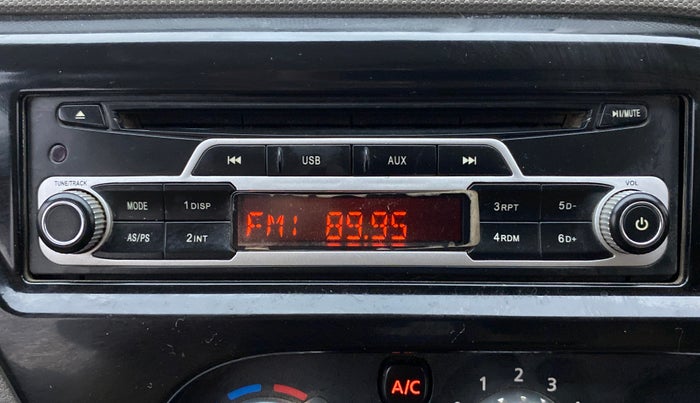 ⏏ ⏯/MUTE
⏮ USB AUX ⏭
TUNE/TRACK VOL
MODE 1 DISP 3 RPT 5 D-
FM1 89.95
AS/PS 2 INT 4 RDM 6 D+
A/C 1 2 3